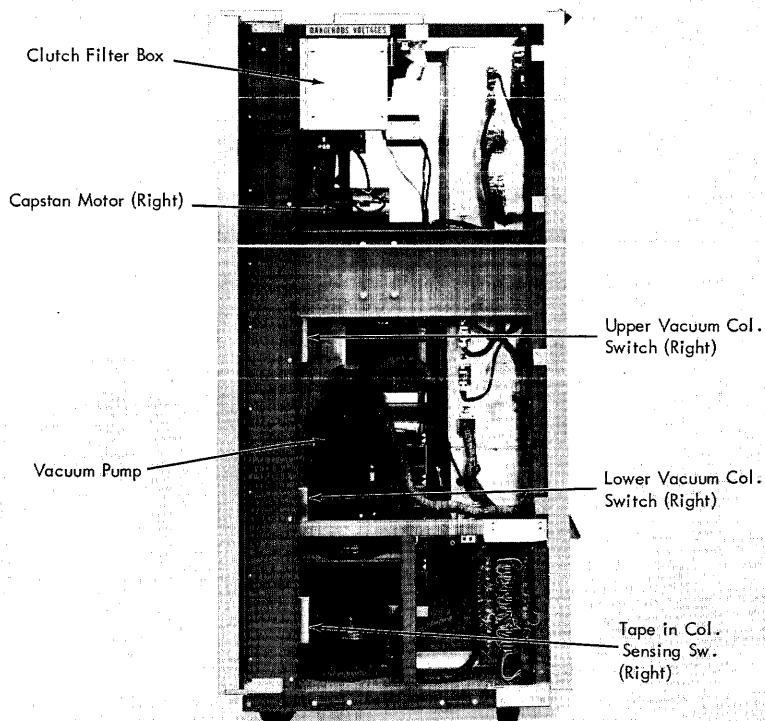 DANGEROUS VOLTAGES
Clutch Filter Box
Capstan Motor (Right)
Upper Vacuum Col.
Switch (Right)
Vacuum Pump
Lower Vacuum Col.
Switch (Right)
Tape in Col.
Sensing Sw.
(Right)